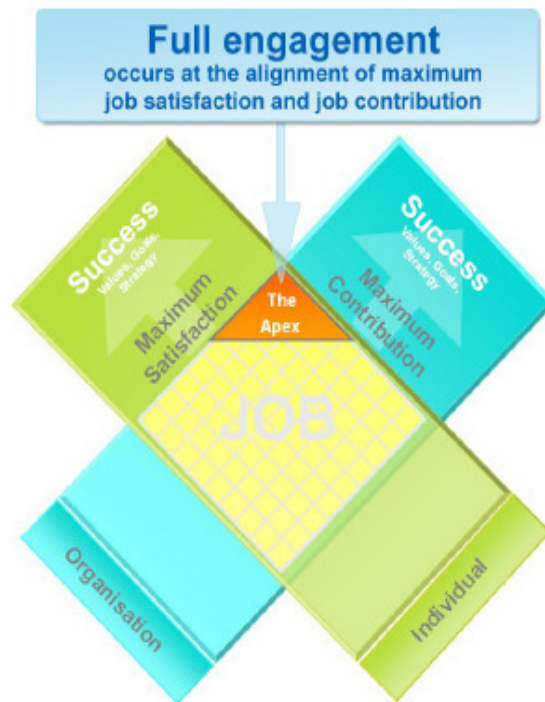 Full engagement
occurs at the alignment of maximum
job satisfaction and job contribution
Success
Values, Goals,
Strategy
Maximum
Satisfaction
Success
Values, Goals,
Strategy
Maximum
Contribution
The
Apex
JOB
Organisation
Individual